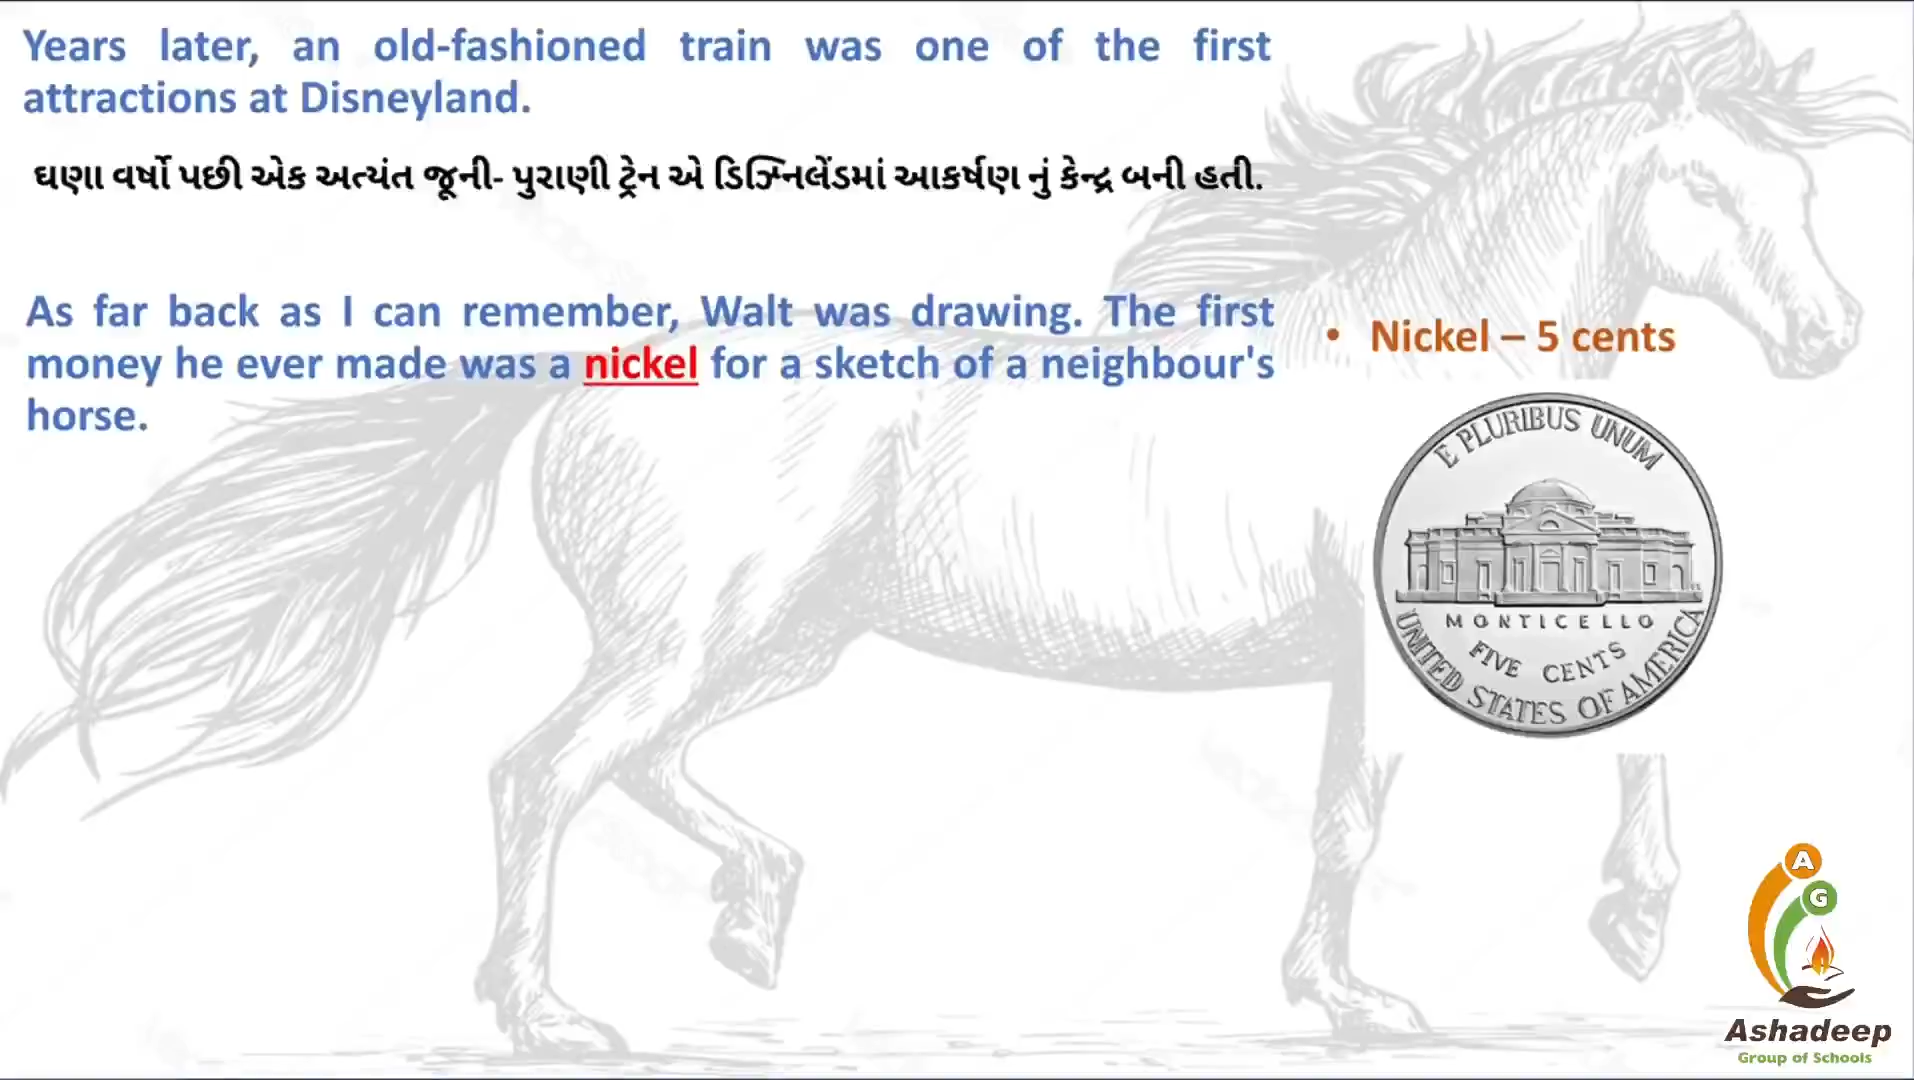 Years later, an old-fashioned train was one of the first
attractions at Disneyland.
ઘણા વર્ષો પછી એક અત્યંત જૂની- પુરાણી ટ્રેન એ ડિઝ્નિલેંડમાં આકર્ષણ નું કેન્દ્ર બની હતી.
As far back as I can remember, Walt was drawing. The first
money he ever made was a nickel for a sketch of a neighbour's
horse.
• Nickel – 5 cents
E PLURIBUS UNUM
MONTICELLO
FIVE CENTS
UNITED STATES OF AMERICA
A
G
Ashadeep
Group of Schools